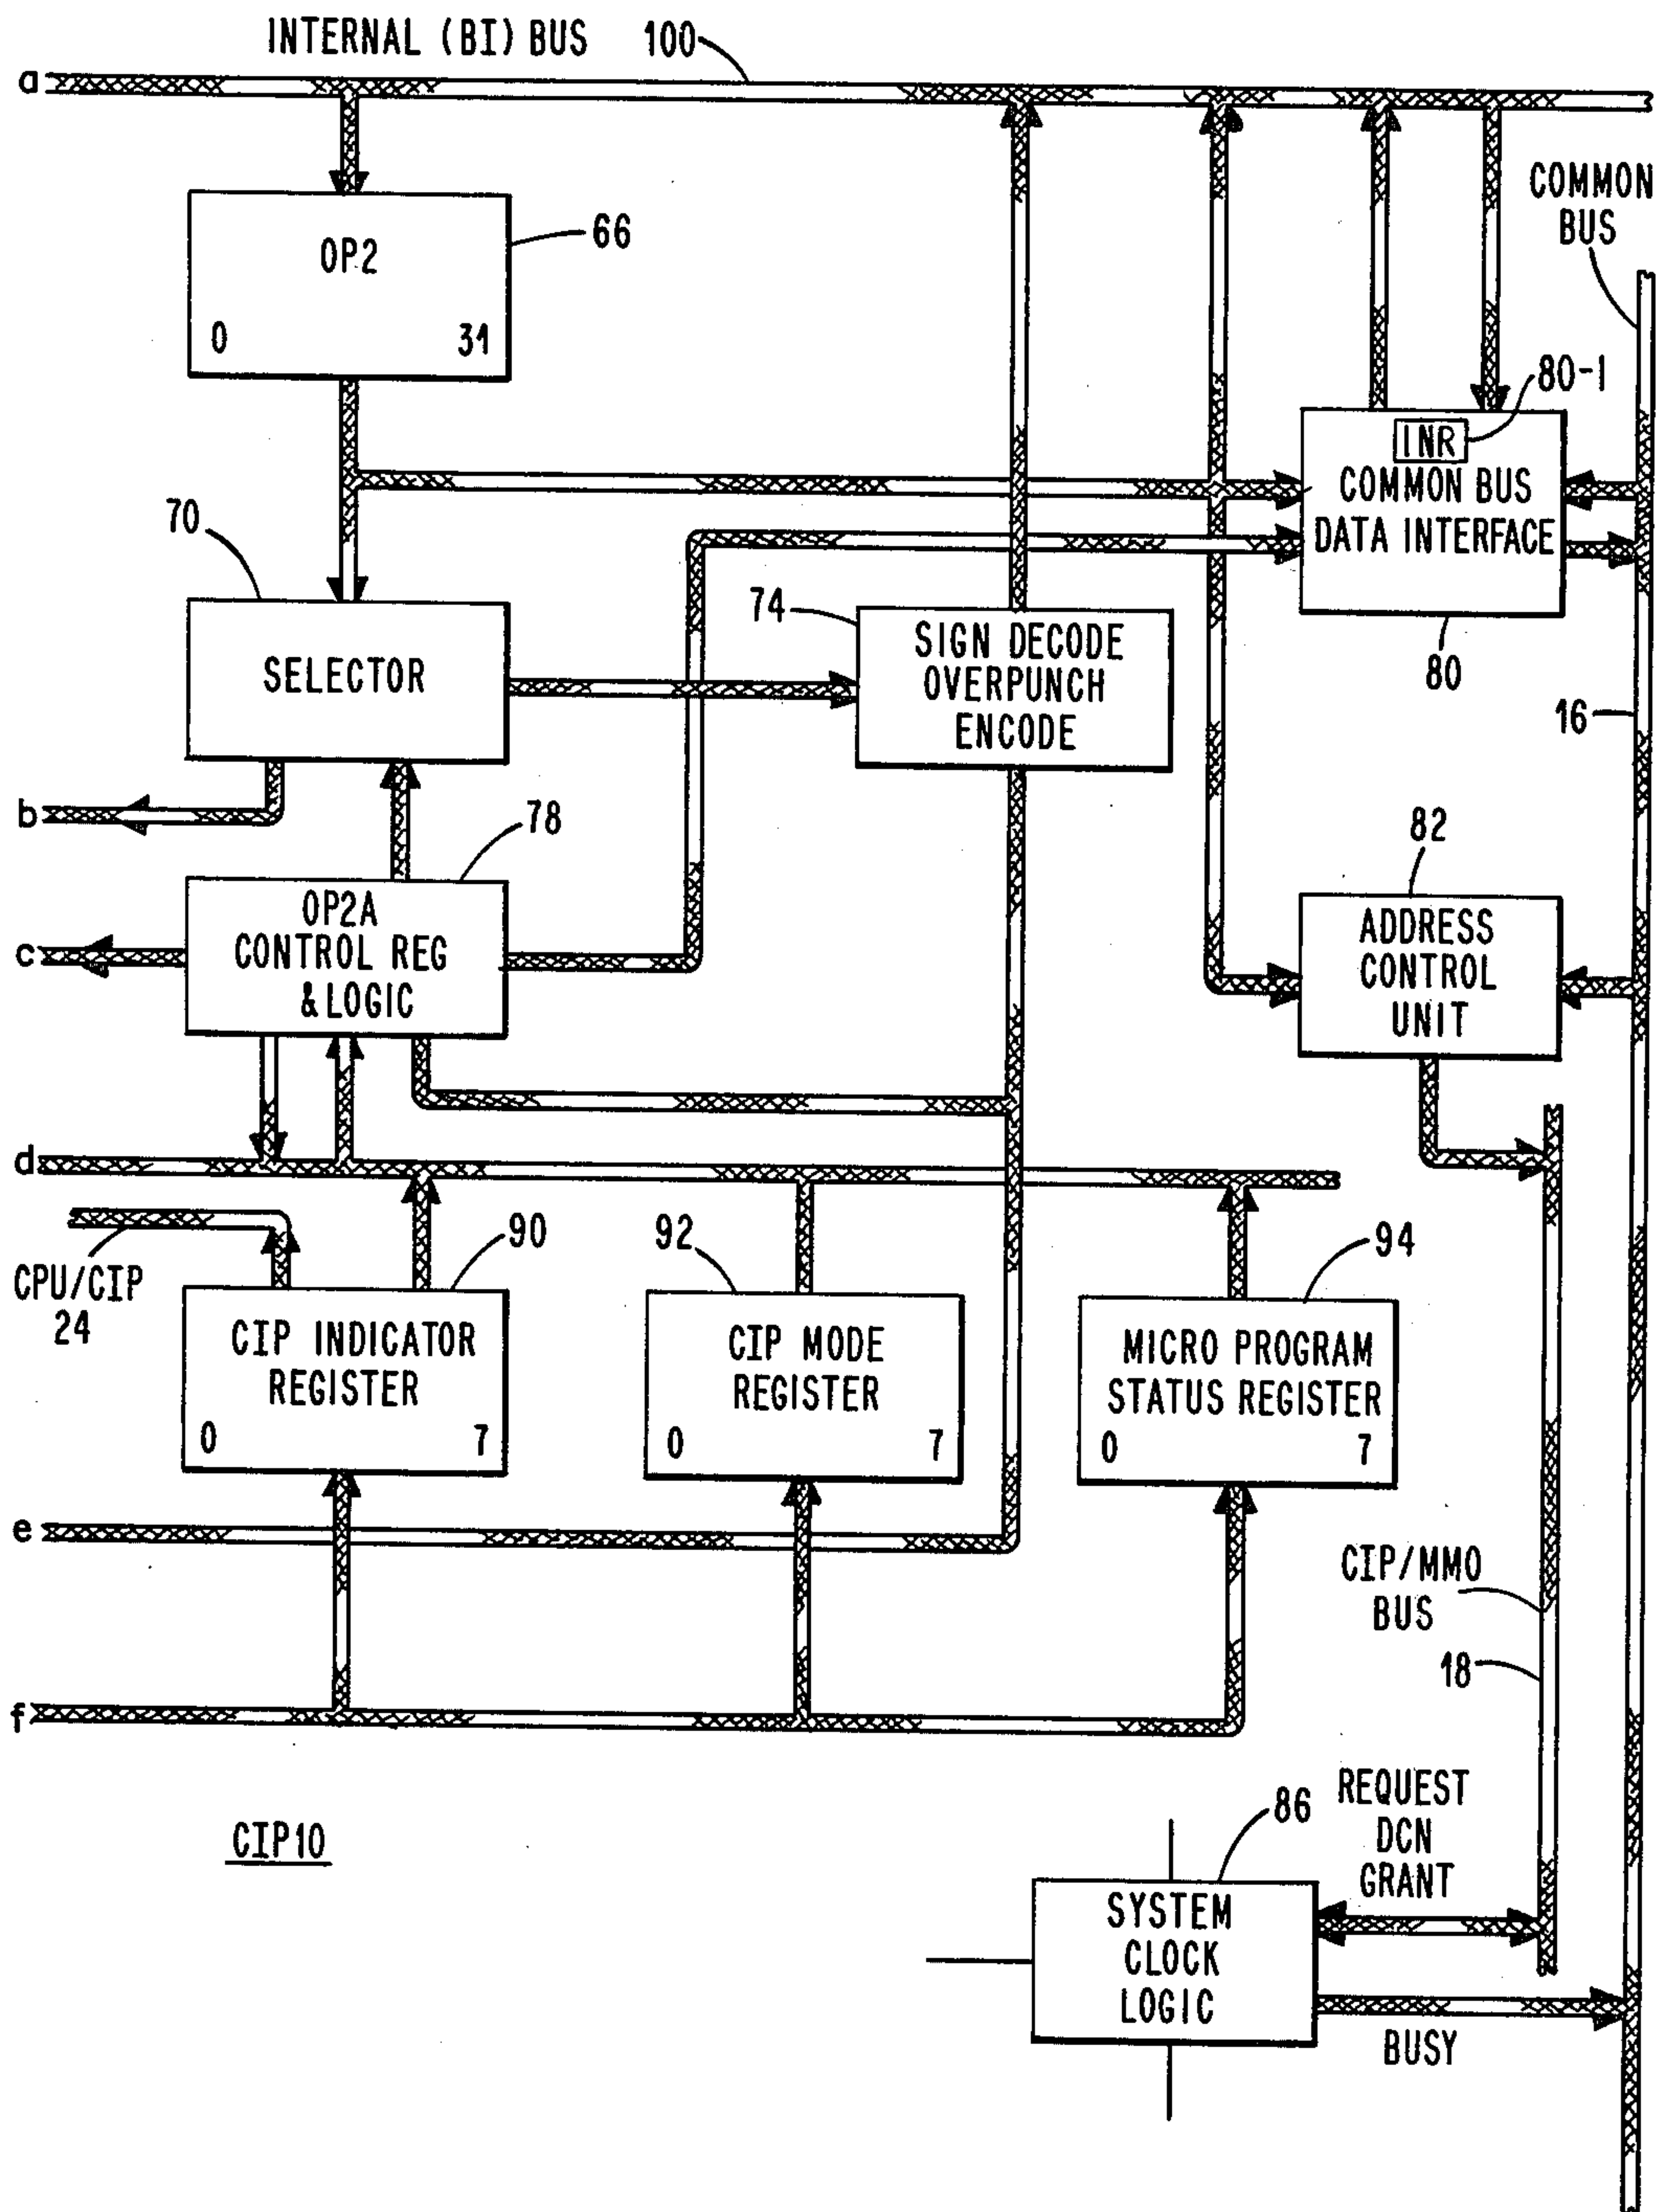 INTERNAL (BI) BUS 100
a
COMMON
BUS
OP2
66
0 31
80-1
INR
COMMON BUS
DATA INTERFACE
80
70
SELECTOR
74
SIGN DECODE
OVERPUNCH
ENCODE
16
b
78
82
OP2A
CONTROL REG
& LOGIC
c
ADDRESS
CONTROL
UNIT
d
CPU/CIP
24
90
CIP INDICATOR
REGISTER
0 7
92
CIP MODE
REGISTER
0 7
94
MICRO PROGRAM
STATUS REGISTER
0 7
e
CIP/MMO
BUS
18
f
CIP10
86
REQUEST
DCN
GRANT
SYSTEM
CLOCK
LOGIC
BUSY